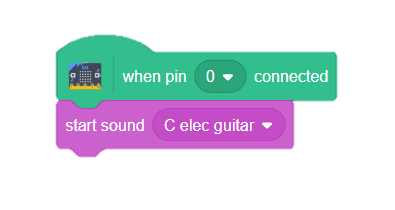 when pin 0 connected
start sound C elec guitar